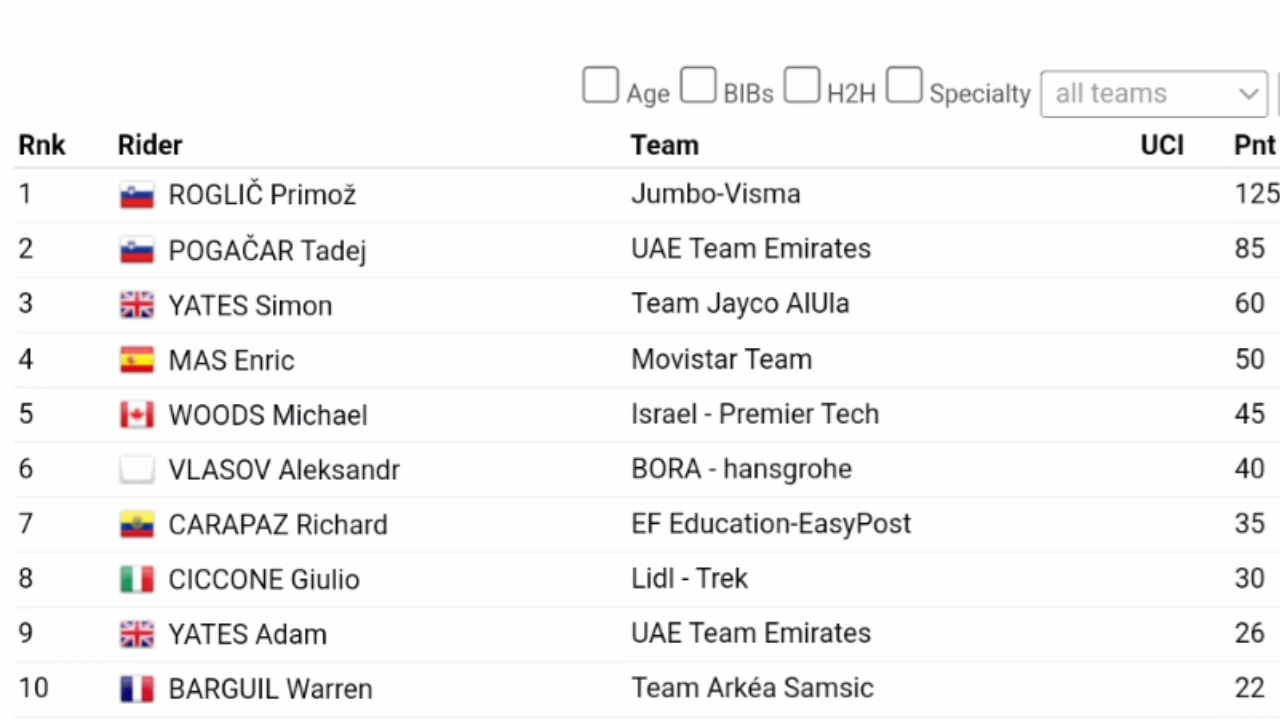 Age BIBs H2H Specialty all teams
Rnk Rider Team UCI Pnt
1 ROGLIČ Primož Jumbo-Visma 125
2 POGAČAR Tadej UAE Team Emirates 85
3 YATES Simon Team Jayco AlUla 60
4 MAS Enric Movistar Team 50
5 WOODS Michael Israel - Premier Tech 45
6 VLASOV Aleksandr BORA - hansgrohe 40
7 CARAPAZ Richard EF Education-EasyPost 35
8 CICCONE Giulio Lidl - Trek 30
9 YATES Adam UAE Team Emirates 26
10 BARGUIL Warren Team Arkéa Samsic 22